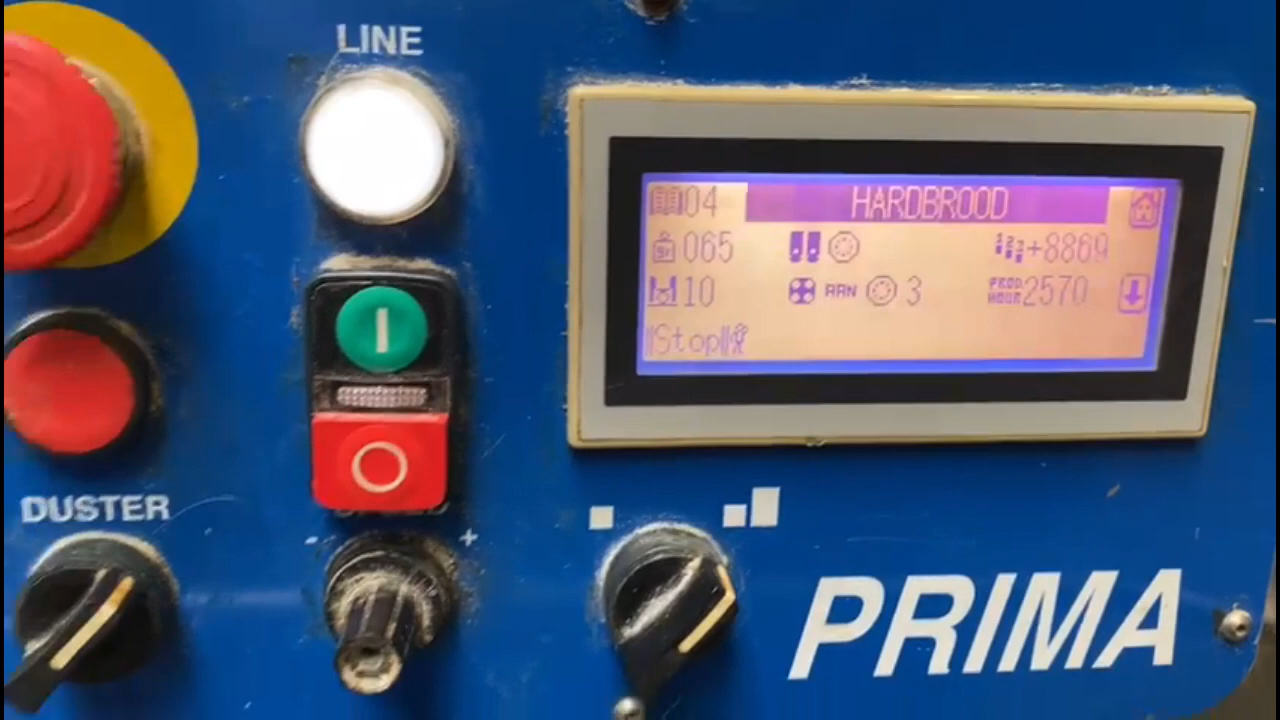 LINE
04 HARDBROOD
065 +8869
10 RAN 3 PROD. HOUR 2570
Stop
DUSTER
- +
PRIMA